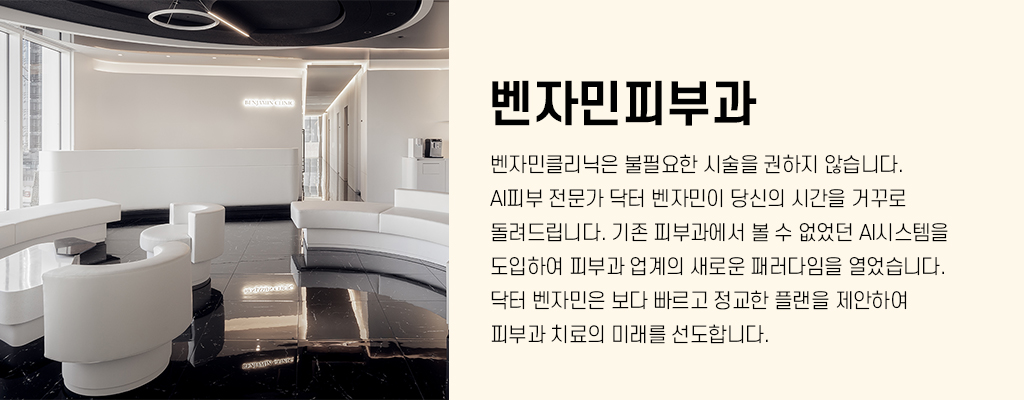 BENJAMIN CLINIC
벤자민피부과
벤자민클리닉은 불필요한 시술을 권하지 않습니다.
AI피부 전문가 닥터 벤자민이 당신의 시간을 거꾸로
돌려드립니다. 기존 피부과에서 볼 수 없었던 AI시스템을
도입하여 피부과 업계의 새로운 패러다임을 열었습니다.
닥터 벤자민은 보다 빠르고 정교한 플랜을 제안하여
피부과 치료의 미래를 선도합니다.